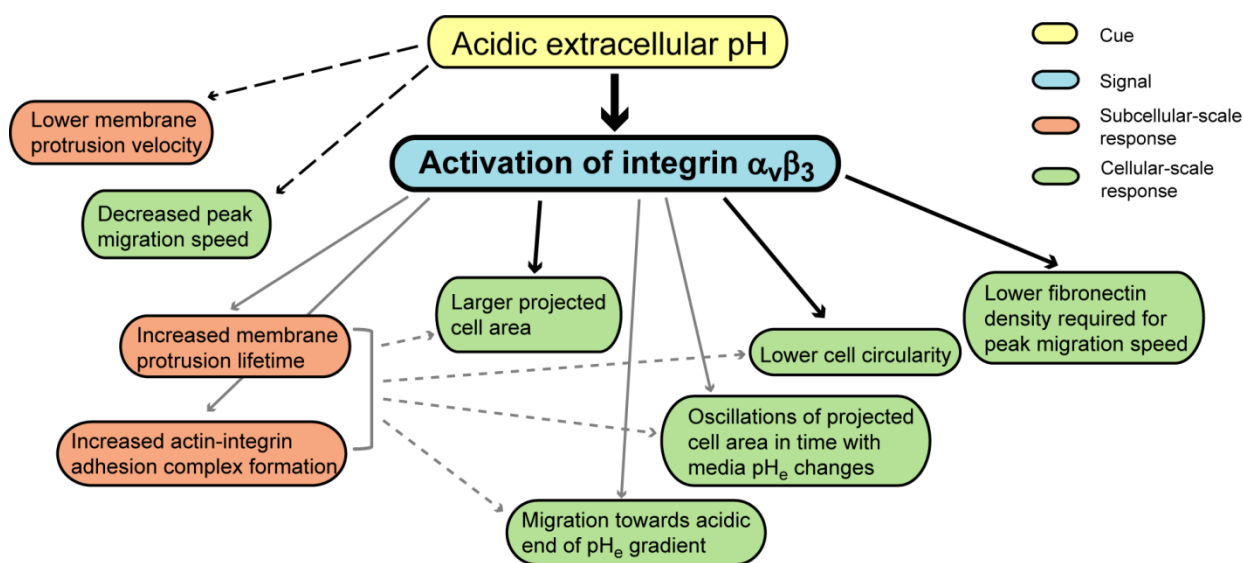 Acidic extracellular pH
Cue
Signal
Subcellular-scale
response
Cellular-scale
response
Lower membrane
protrusion velocity
Activation of integrin αvβ3
Decreased peak
migration speed
Larger projected
cell area
Lower fibronectin
density required for
peak migration speed
Increased membrane
protrusion lifetime
Lower cell circularity
Increased actin-integrin
adhesion complex formation
Oscillations of projected
cell area in time with
media pHe changes
Migration towards acidic
end of pHe gradient